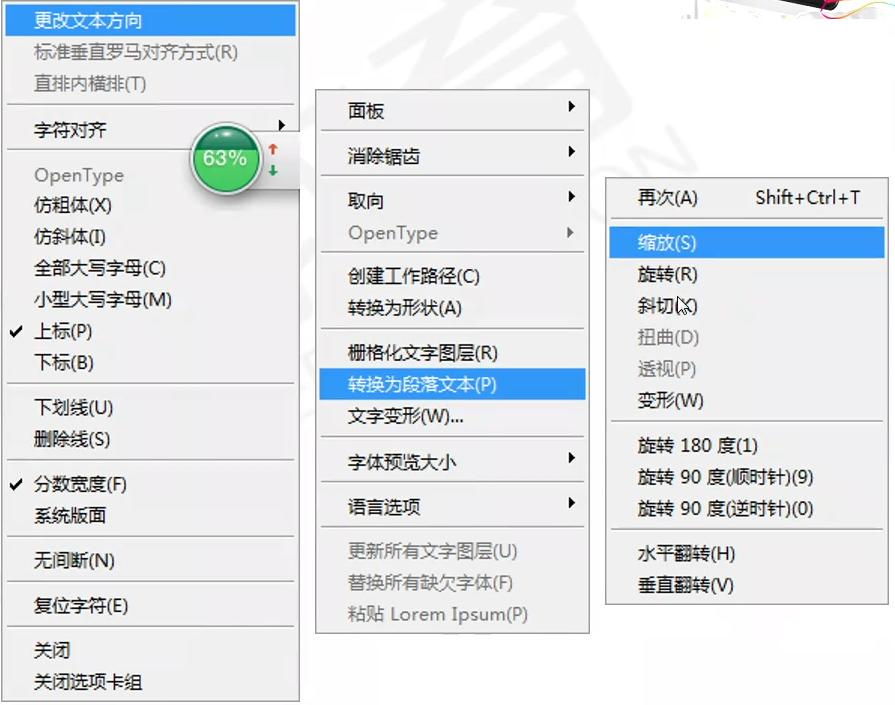 更改文本方向
标准垂直罗马对齐方式(R)
直排内横排(T)
字符对齐
63%
OpenType
仿粗体(X)
仿斜体(I)
全部大写字母(C)
小型大写字母(M)
上标(P)
下标(B)
下划线(U)
删除线(S)
分数宽度(F)
系统版面
无间断(N)
复位字符(E)
关闭
关闭选项卡组
面板
消除锯齿
取向
OpenType
创建工作路径(C)
转换为形状(A)
栅格化文字图层(R)
转换为段落文本(P)
文字变形(W)...
字体预览大小
语言选项
更新所有文字图层(U)
替换所有缺欠字体(F)
粘贴 Lorem Ipsum(P)
再次(A) Shift+Ctrl+T
缩放(S)
旋转(R)
斜切(K)
扭曲(D)
透视(P)
变形(W)
旋转 180 度(1)
旋转 90 度(顺时针)(9)
旋转 90 度(逆时针)(0)
水平翻转(H)
垂直翻转(V)